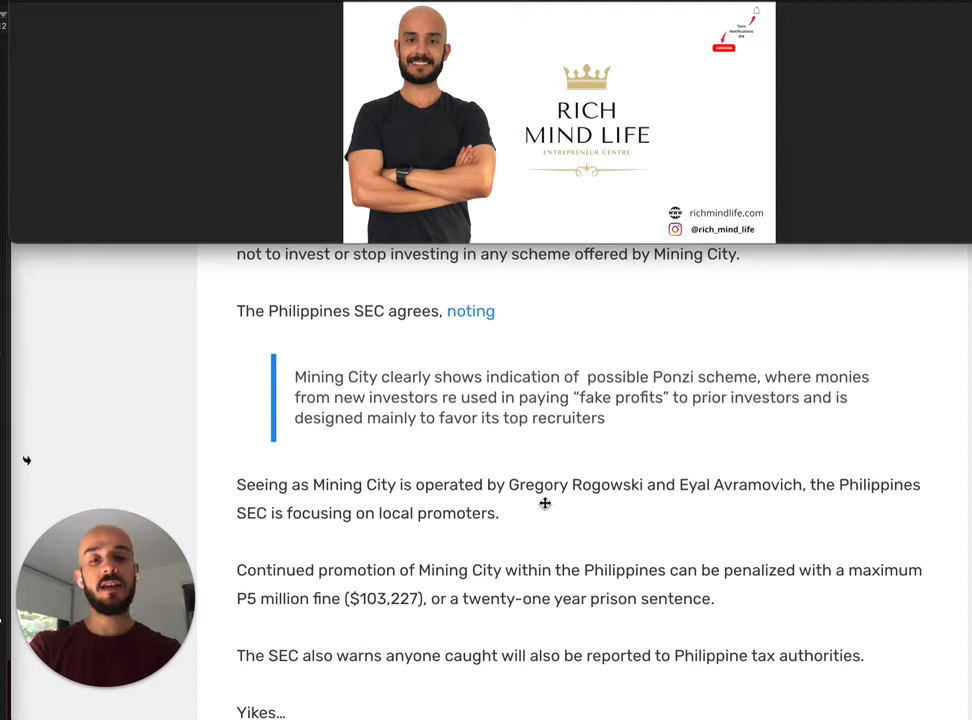 12
Turn
Notifications
ON
SUBSCRIBE
RICH
MIND LIFE
ENTREPRENEUR CENTRE
richmindlife.com
@rich_mind_life
not to invest or stop investing in any scheme offered by Mining City.
The Philippines SEC agrees, noting
Mining City clearly shows indication of  possible Ponzi scheme, where monies
from new investors re used in paying “fake profits” to prior investors and is
designed mainly to favor its top recruiters
Seeing as Mining City is operated by Gregory Rogowski and Eyal Avramovich, the Philippines
SEC is focusing on local promoters.
Continued promotion of Mining City within the Philippines can be penalized with a maximum
P5 million fine ($103,227), or a twenty-one year prison sentence.
The SEC also warns anyone caught will also be reported to Philippine tax authorities.
Yikes…